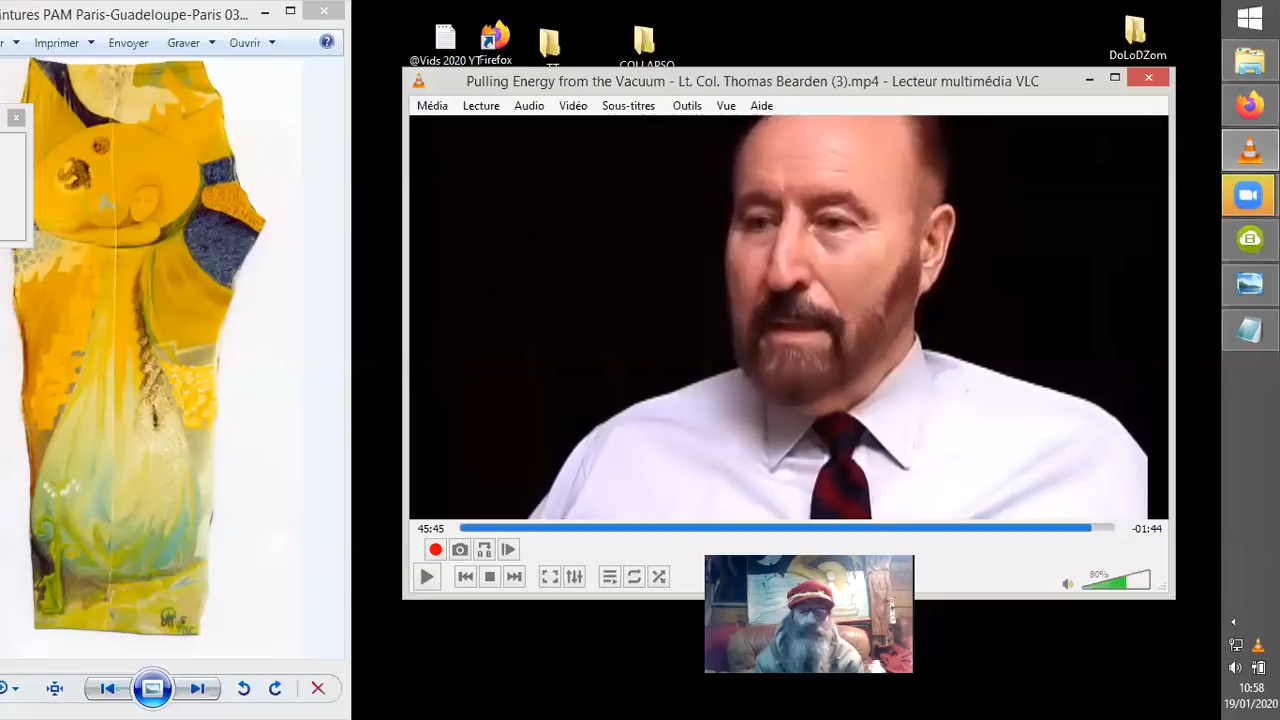 intures PAM Paris-Guadeloupe-Paris 03...
Imprimer Envoyer Graver Ouvrir
@Vids 2020 YT
Firefox
TT
COLLAPSO
DoLoDZom
Pulling Energy from the Vacuum - Lt. Col. Thomas Bearden (3).mp4 - Lecteur multimédia VLC
Média Lecture Audio Vidéo Sous-titres Outils Vue Aide
45:45
-01:44
80%
10:58
19/01/2020